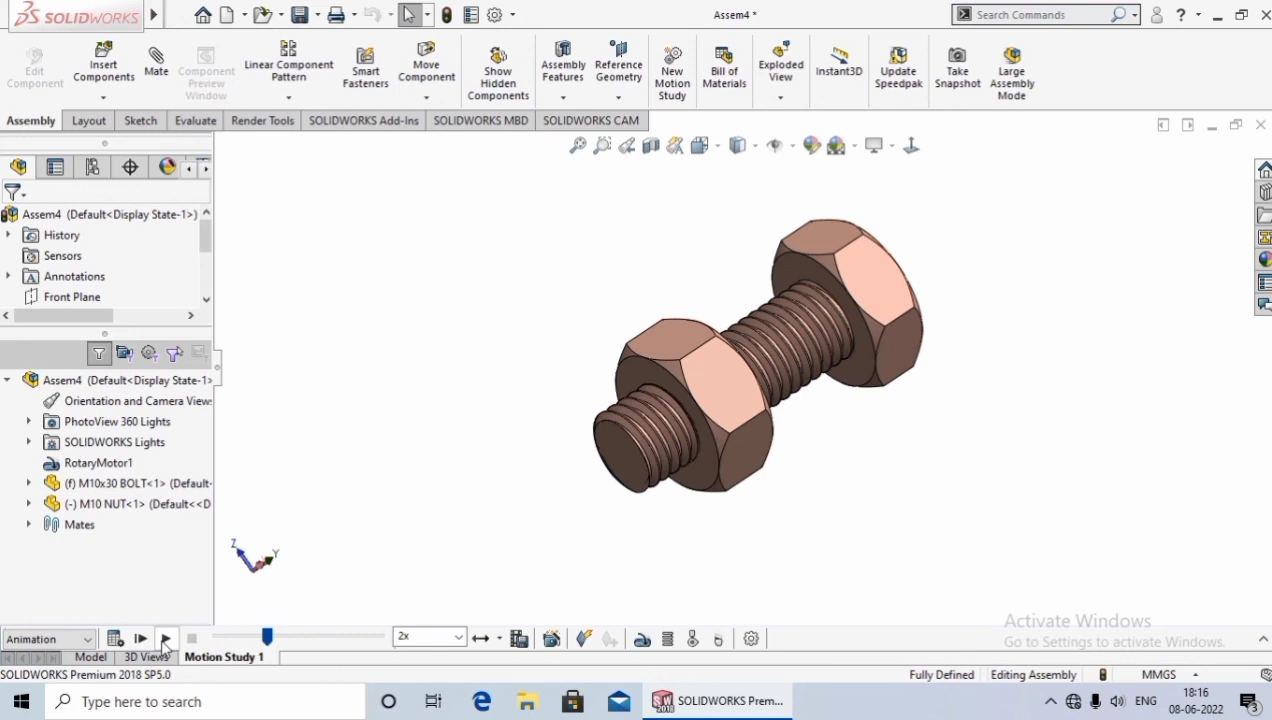 SOLIDWORKS
Assem4 *
Search Commands
Edit Component
Insert Components
Mate
Component Preview Window
Linear Component Pattern
Smart Fasteners
Move Component
Show Hidden Components
Assembly Features
Reference Geometry
New Motion Study
Bill of Materials
Exploded View
Instant3D
Update Speedpak
Take Snapshot
Large Assembly Mode
Assembly Layout Sketch Evaluate Render Tools SOLIDWORKS Add-Ins SOLIDWORKS MBD SOLIDWORKS CAM
Assem4 (Default<Display State-1>)
History
Sensors
Annotations
Front Plane
Assem4 (Default<Display State-1>
Orientation and Camera View
PhotoView 360 Lights
SOLIDWORKS Lights
RotaryMotor1
(f) M10x30 BOLT<1> (Default
(-) M10 NUT<1> (Default<<D
Mates
Z
Y
Activate Windows
Go to Settings to activate Windows.
Animation
2x
Model 3D Views Motion Study 1
SOLIDWORKS Premium 2018 SP5.0
Fully Defined
Editing Assembly
MMGS
Type here to search
SOLIDWORKS Prem...
ENG
18:16
08-06-2022
3